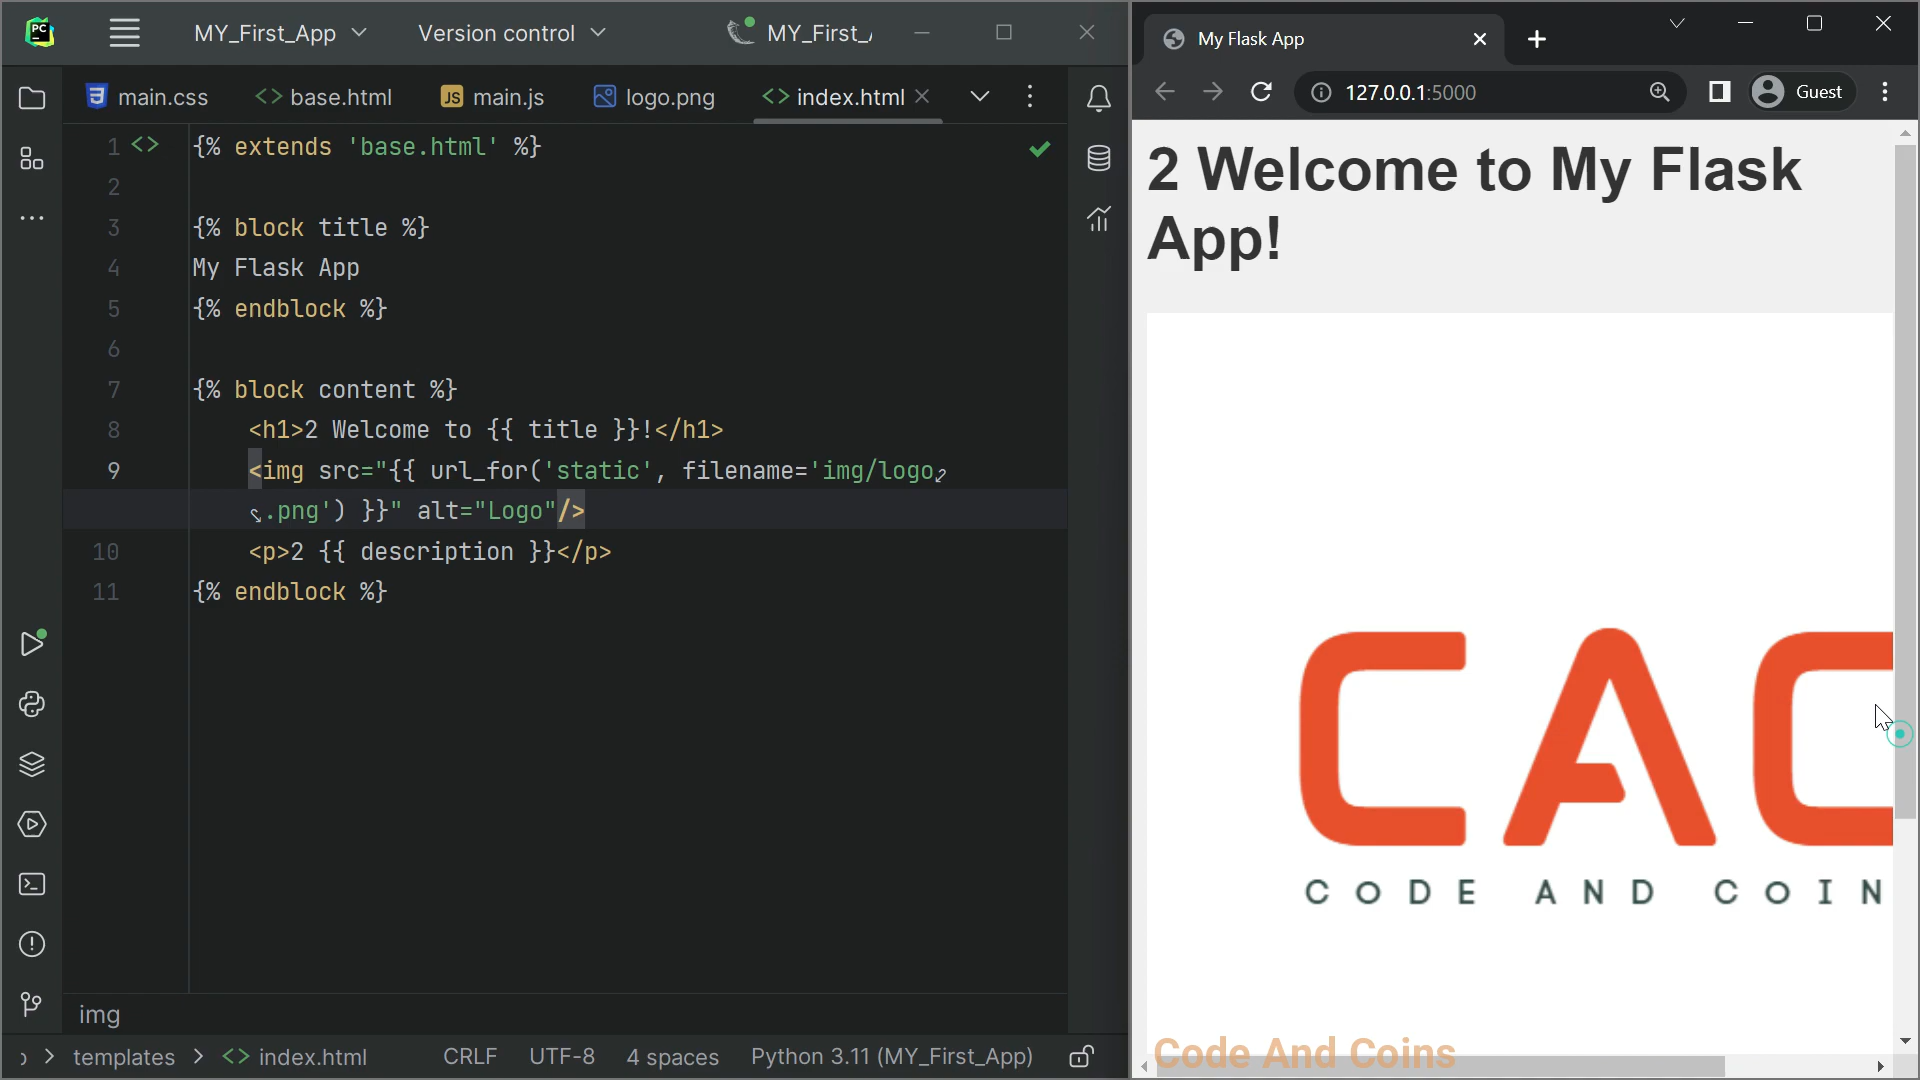 PC
MY_First_App
Version control
MY_First_
main.css
base.html
JS main.js
logo.png
index.html
1 {% extends 'base.html' %}
2
3 {% block title %}
4 My Flask App
5 {% endblock %}
6
7 {% block content %}
8 <h1>2 Welcome to {{ title }}!</h1>
9 <img src="{{ url_for('static', filename='img/logo
.png') }}" alt="Logo"/>
10 <p>2 {{ description }}</p>
11 {% endblock %}
img
templates > <> index.html
CRLF
UTF-8
4 spaces
Python 3.11 (MY_First_App)
My Flask App
127.0.0.1:5000
Guest
2 Welcome to My Flask
App!
CAC
CODE AND COIN
Code And Coins